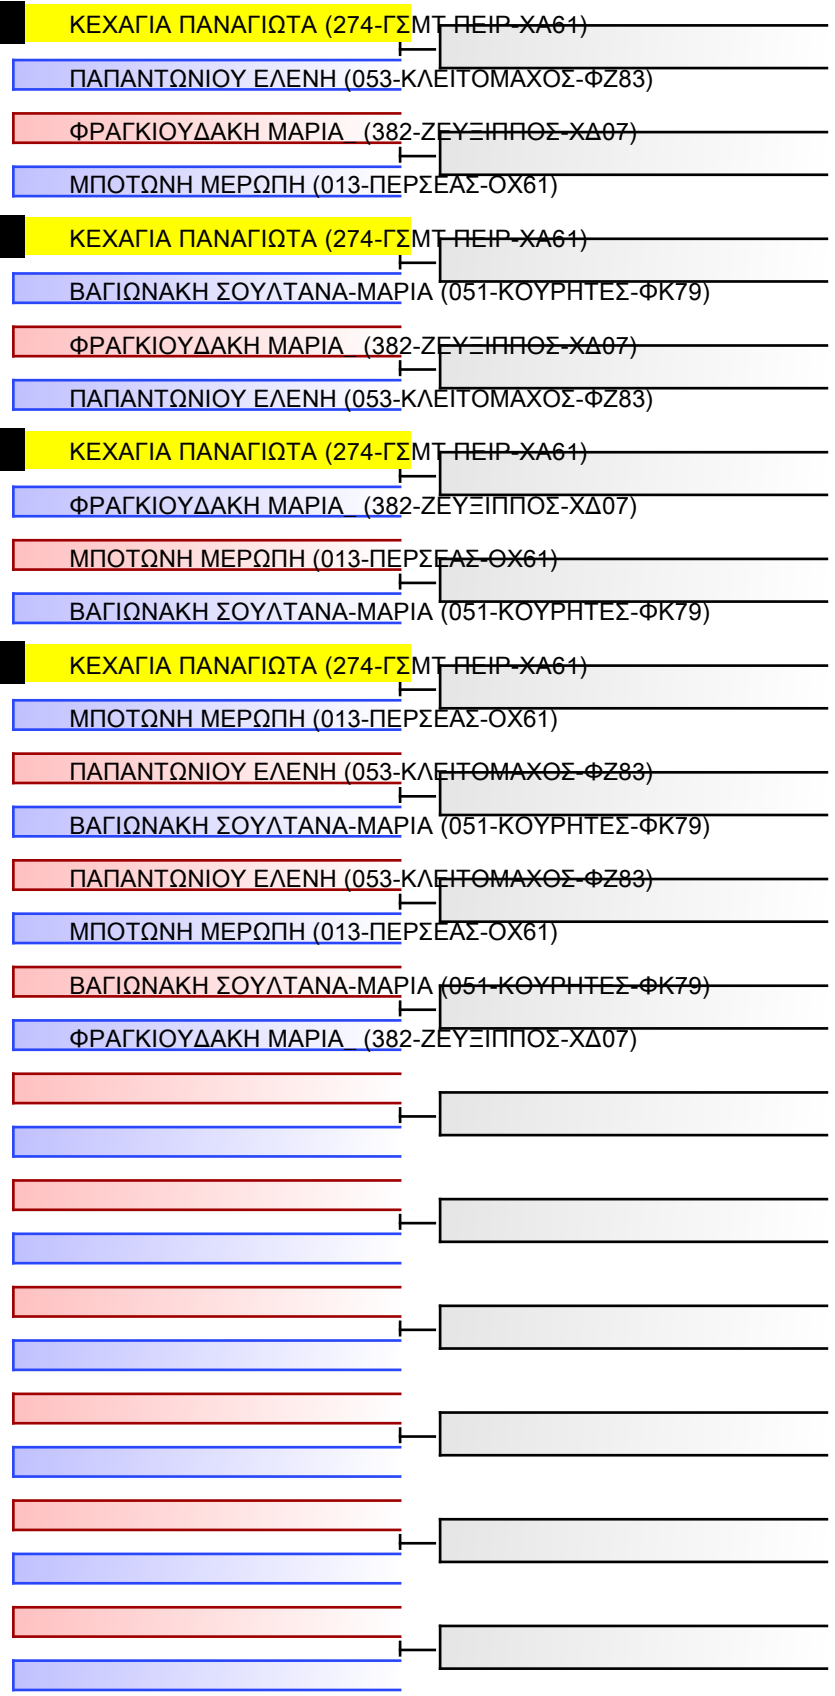 ΚΕΧΑΓΙΑ ΠΑΝΑΓΙΩΤΑ (274-ΓΣΜΤ ΠΕΙΡ-ΧΑ61)
ΠΑΠΑΝΤΩΝΙΟΥ ΕΛΕΝΗ (053-ΚΛΕΙΤΟΜΑΧΟΣ-ΦΖ83)
ΦΡΑΓΚΙΟΥΔΑΚΗ ΜΑΡΙΑ_ (382-ΖΕΥΞΙΠΠΟΣ-ΧΔ07)
ΜΠΟΤΩΝΗ ΜΕΡΩΠΗ (013-ΠΕΡΣΕΑΣ-ΟΧ61)
ΚΕΧΑΓΙΑ ΠΑΝΑΓΙΩΤΑ (274-ΓΣΜΤ ΠΕΙΡ-ΧΑ61)
ΒΑΓΙΩΝΑΚΗ ΣΟΥΛΤΑΝΑ-ΜΑΡΙΑ (051-ΚΟΥΡΗΤΕΣ-ΦΚ79)
ΦΡΑΓΚΙΟΥΔΑΚΗ ΜΑΡΙΑ_ (382-ΖΕΥΞΙΠΠΟΣ-ΧΔ07)
ΠΑΠΑΝΤΩΝΙΟΥ ΕΛΕΝΗ (053-ΚΛΕΙΤΟΜΑΧΟΣ-ΦΖ83)
ΚΕΧΑΓΙΑ ΠΑΝΑΓΙΩΤΑ (274-ΓΣΜΤ ΠΕΙΡ-ΧΑ61)
ΦΡΑΓΚΙΟΥΔΑΚΗ ΜΑΡΙΑ_ (382-ΖΕΥΞΙΠΠΟΣ-ΧΔ07)
ΜΠΟΤΩΝΗ ΜΕΡΩΠΗ (013-ΠΕΡΣΕΑΣ-ΟΧ61)
ΒΑΓΙΩΝΑΚΗ ΣΟΥΛΤΑΝΑ-ΜΑΡΙΑ (051-ΚΟΥΡΗΤΕΣ-ΦΚ79)
ΚΕΧΑΓΙΑ ΠΑΝΑΓΙΩΤΑ (274-ΓΣΜΤ ΠΕΙΡ-ΧΑ61)
ΜΠΟΤΩΝΗ ΜΕΡΩΠΗ (013-ΠΕΡΣΕΑΣ-ΟΧ61)
ΠΑΠΑΝΤΩΝΙΟΥ ΕΛΕΝΗ (053-ΚΛΕΙΤΟΜΑΧΟΣ-ΦΖ83)
ΒΑΓΙΩΝΑΚΗ ΣΟΥΛΤΑΝΑ-ΜΑΡΙΑ (051-ΚΟΥΡΗΤΕΣ-ΦΚ79)
ΠΑΠΑΝΤΩΝΙΟΥ ΕΛΕΝΗ (053-ΚΛΕΙΤΟΜΑΧΟΣ-ΦΖ83)
ΜΠΟΤΩΝΗ ΜΕΡΩΠΗ (013-ΠΕΡΣΕΑΣ-ΟΧ61)
ΒΑΓΙΩΝΑΚΗ ΣΟΥΛΤΑΝΑ-ΜΑΡΙΑ (051-ΚΟΥΡΗΤΕΣ-ΦΚ79)
ΦΡΑΓΚΙΟΥΔΑΚΗ ΜΑΡΙΑ_ (382-ΖΕΥΞΙΠΠΟΣ-ΧΔ07)